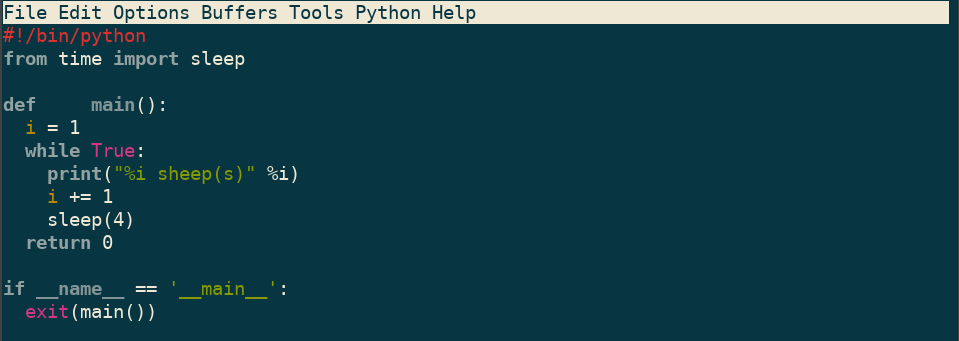 File Edit Options Buffers Tools Python Help
#!/bin/python
from time import sleep

def     main():
  i = 1
  while True:
    print("%i sheep(s)" %i)
    i += 1
    sleep(4)
  return 0

if __name__ == '__main__':
  exit(main())